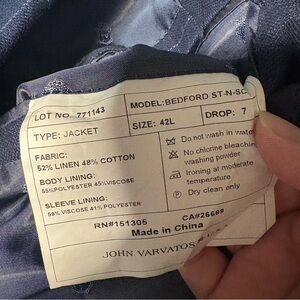 LOT NO. 771143
MODEL:BEDFORD ST-N-SC
TYPE: JACKET
SIZE: 42L
DROP: 7
FABRIC:
52% LINEN 48% COTTON
BODY LINING:
55%POLYESTER 45%VISCOSE
SLEEVE LINING:
59% VISCOSE 41% POLYESTER
Do not wash in water
No chlorine bleach
washing powder
Ironing at moderate
temperature
Dry clean only
RN#151305
CA#26689
Made in China
JOHN VARVATOS